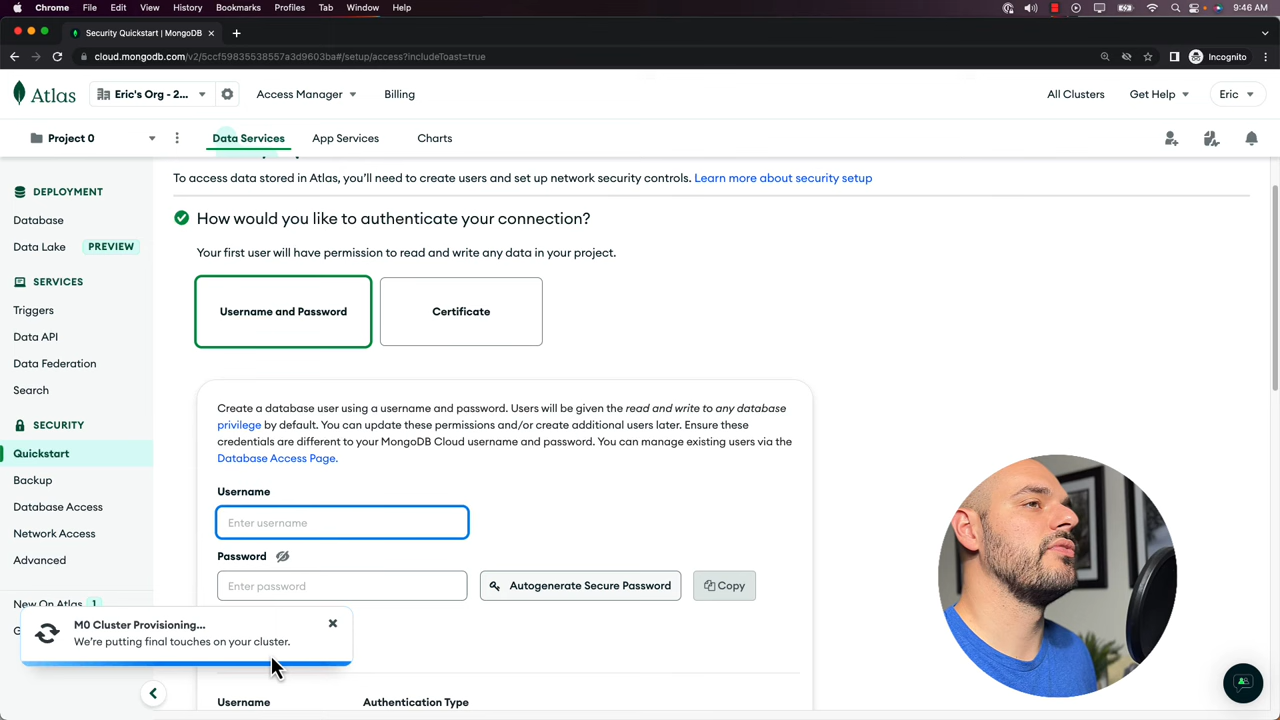 Chrome File Edit View History Bookmarks Profiles Tab Window Help 9:46 AM
Security Quickstart | MongoDB
cloud.mongodb.com/v2/5ccf59835538557a3d9603ba#/setup/access?includeToast=true Incognito
Atlas Eric's Org - 2... Access Manager Billing All Clusters Get Help Eric
Project 0 Data Services App Services Charts
To access data stored in Atlas, you'll need to create users and set up network security controls. Learn more about security setup
DEPLOYMENT
Database
Data Lake PREVIEW
SERVICES
Triggers
Data API
Data Federation
Search
SECURITY
Quickstart
Backup
Database Access
Network Access
Advanced
New On Atlas 1
G
M0 Cluster Provisioning...
We're putting final touches on your cluster.
How would you like to authenticate your connection?
Your first user will have permission to read and write any data in your project.
Username and Password Certificate
Create a database user using a username and password. Users will be given the read and write to any database
privilege by default. You can update these permissions and/or create additional users later. Ensure these
credentials are different to your MongoDB Cloud username and password. You can manage existing users via the
Database Access Page.
Username
Enter username
Password
Enter password Autogenerate Secure Password Copy
Username Authentication Type